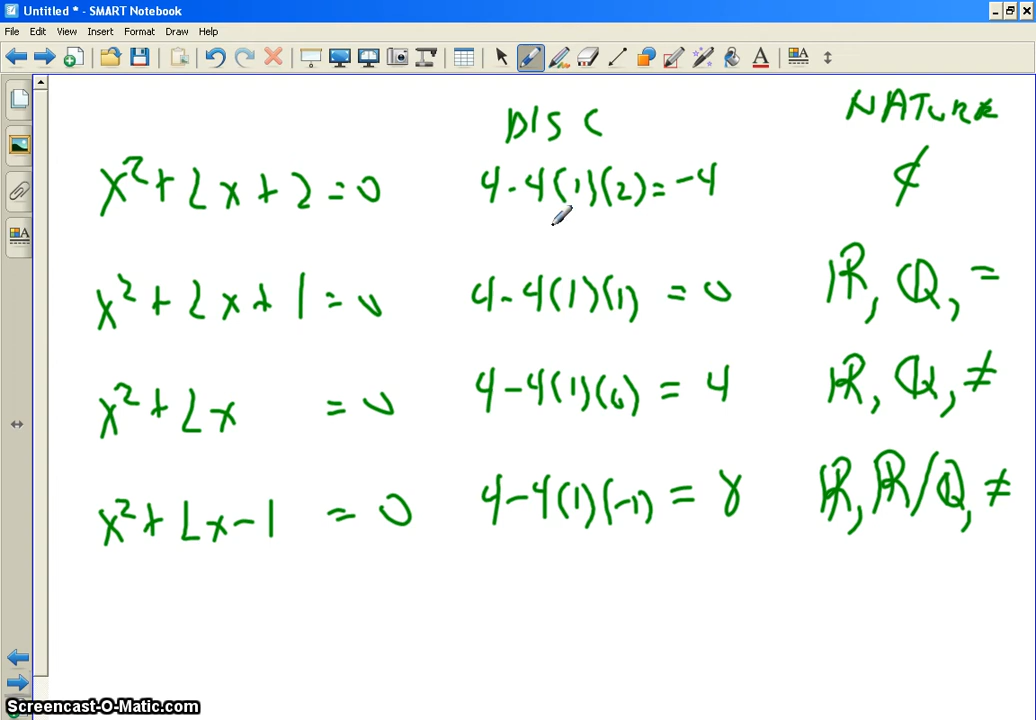 Untitled * - SMART Notebook
File Edit View Insert Format Draw Help
DISC NATURE
x²+2x+2=0 4-4(1)(2)=-4 ₵
x²+2x+1=0 4-4(1)(1)=0 ℝ, ℚ, =
x²+2x =0 4-4(1)(0)=4 ℝ, ℚ, ≠
x²+2x-1=0 4-4(1)(-1)=8 ℝ, ℝ/ℚ, ≠
Screencast-O-Matic.com